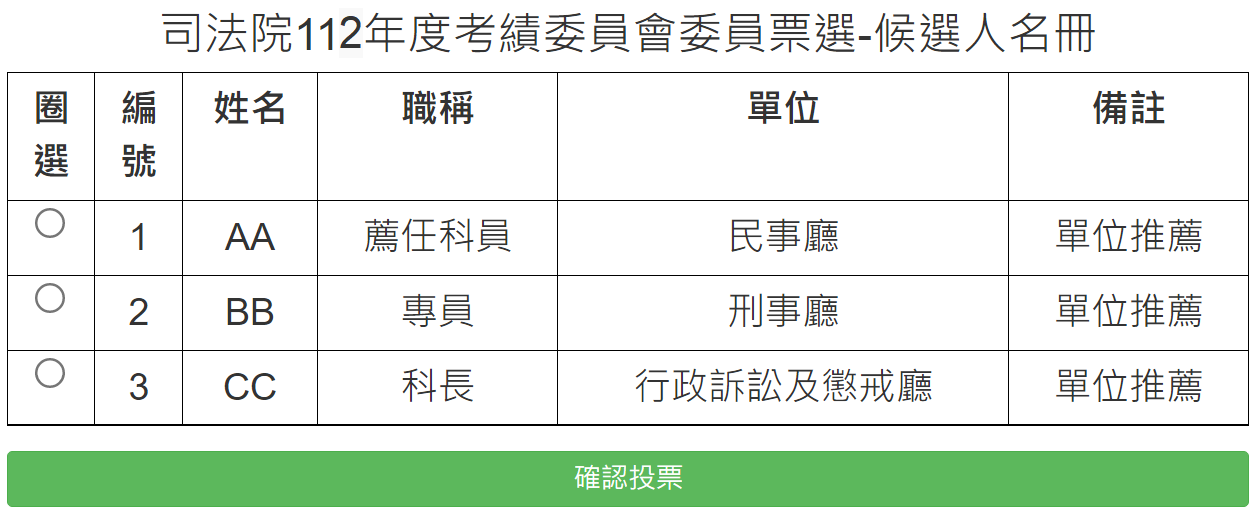 司法院112年度考績委員會委員票選-候選人名冊
圈選 編號 姓名 職稱 單位 備註
1 AA 薦任科員 民事廳 單位推薦
2 BB 專員 刑事廳 單位推薦
3 CC 科長 行政訴訟及懲戒廳 單位推薦
確認投票